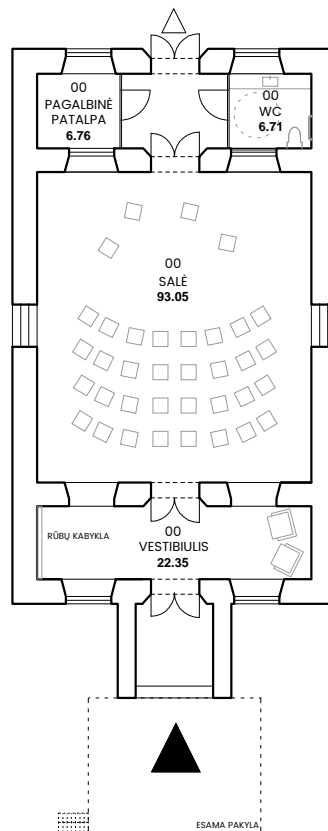 00
PAGALBINĖ
PATALPA
6.76
00
WC
6.71
00
SALĖ
93.05
RŪBŲ KABYKLA
00
VESTIBIULIS
22.35
ESAMA PAKYLA